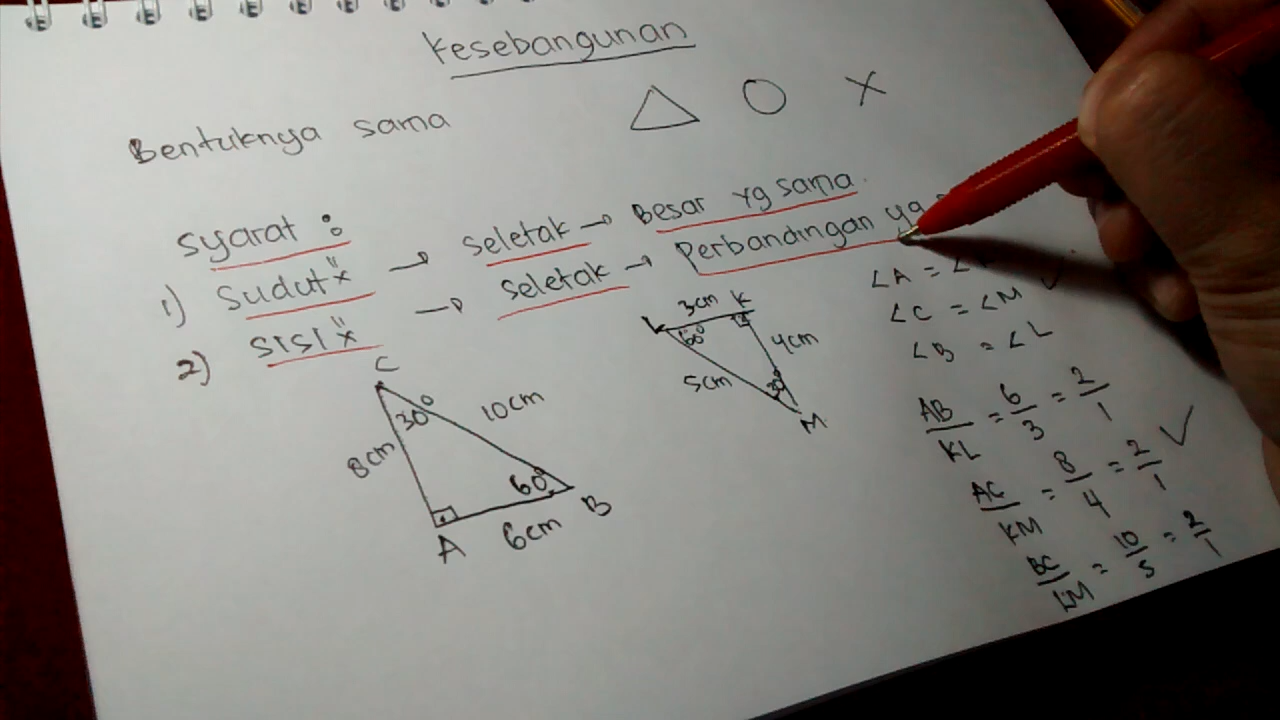 Kesebangunan
Bentuknya sama
Syarat :
1) Sudut"x → seletak → Besar yg sama
2) sisi"x → seletak → Perbandingan yg
C
30°
10cm
8cm
60°
A
6cm
B
3cm
K
60°
4cm
5cm
30°
M
∠A = ∠
∠C = ∠M ✓
∠B = ∠L
AB/KL = 6/3 = 2/1
AC/KM = 8/4 = 2/1 ✓
BC/LM = 10/5 = 2/1